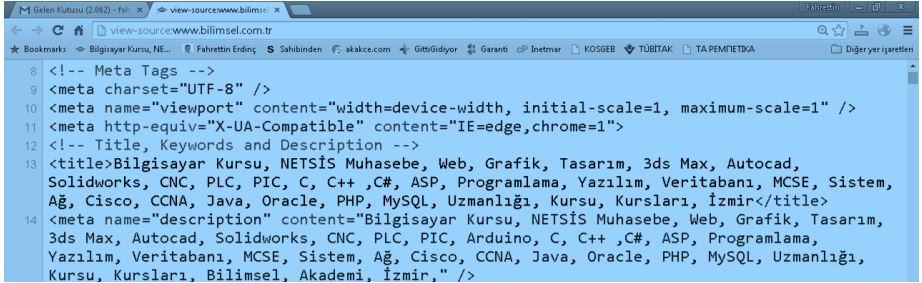 Gelen Kutusu (2.062) - fah
view-source:www.bilimse
Fahrettin
view-source:www.bilimsel.com.tr
Bookmarks Bilgisayar Kursu, NE... Fahrettin Erdinç Sahibinden akakce.com GittiGidiyor Garanti Inetmar KOSGEB TÜBİTAK TA ΡΕΜΠΕΤΙΚΑ Diğer yer işaretleri
8 <!-- Meta Tags -->
9 <meta charset="UTF-8" />
10 <meta name="viewport" content="width=device-width, initial-scale=1, maximum-scale=1" />
11 <meta http-equiv="X-UA-Compatible" content="IE=edge,chrome=1">
12 <!-- Title, Keywords and Description -->
13 <title>Bilgisayar Kursu, NETSİS Muhasebe, Web, Grafik, Tasarım, 3ds Max, Autocad,
Solidworks, CNC, PLC, PIC, C, C++ ,C#, ASP, Programlama, Yazılım, Veritabanı, MCSE, Sistem,
Ağ, Cisco, CCNA, Java, Oracle, PHP, MySQL, Uzmanlığı, Kursu, Kursları, İzmir</title>
14 <meta name="description" content="Bilgisayar Kursu, NETSİS Muhasebe, Web, Grafik, Tasarım,
3ds Max, Autocad, Solidworks, CNC, PLC, PIC, Arduino, C, C++ ,C#, ASP, Programlama,
Yazılım, Veritabanı, MCSE, Sistem, Ağ, Cisco, CCNA, Java, Oracle, PHP, MySQL, Uzmanlığı,
Kursu, Kursları, Bilimsel, Akademi, İzmir," />